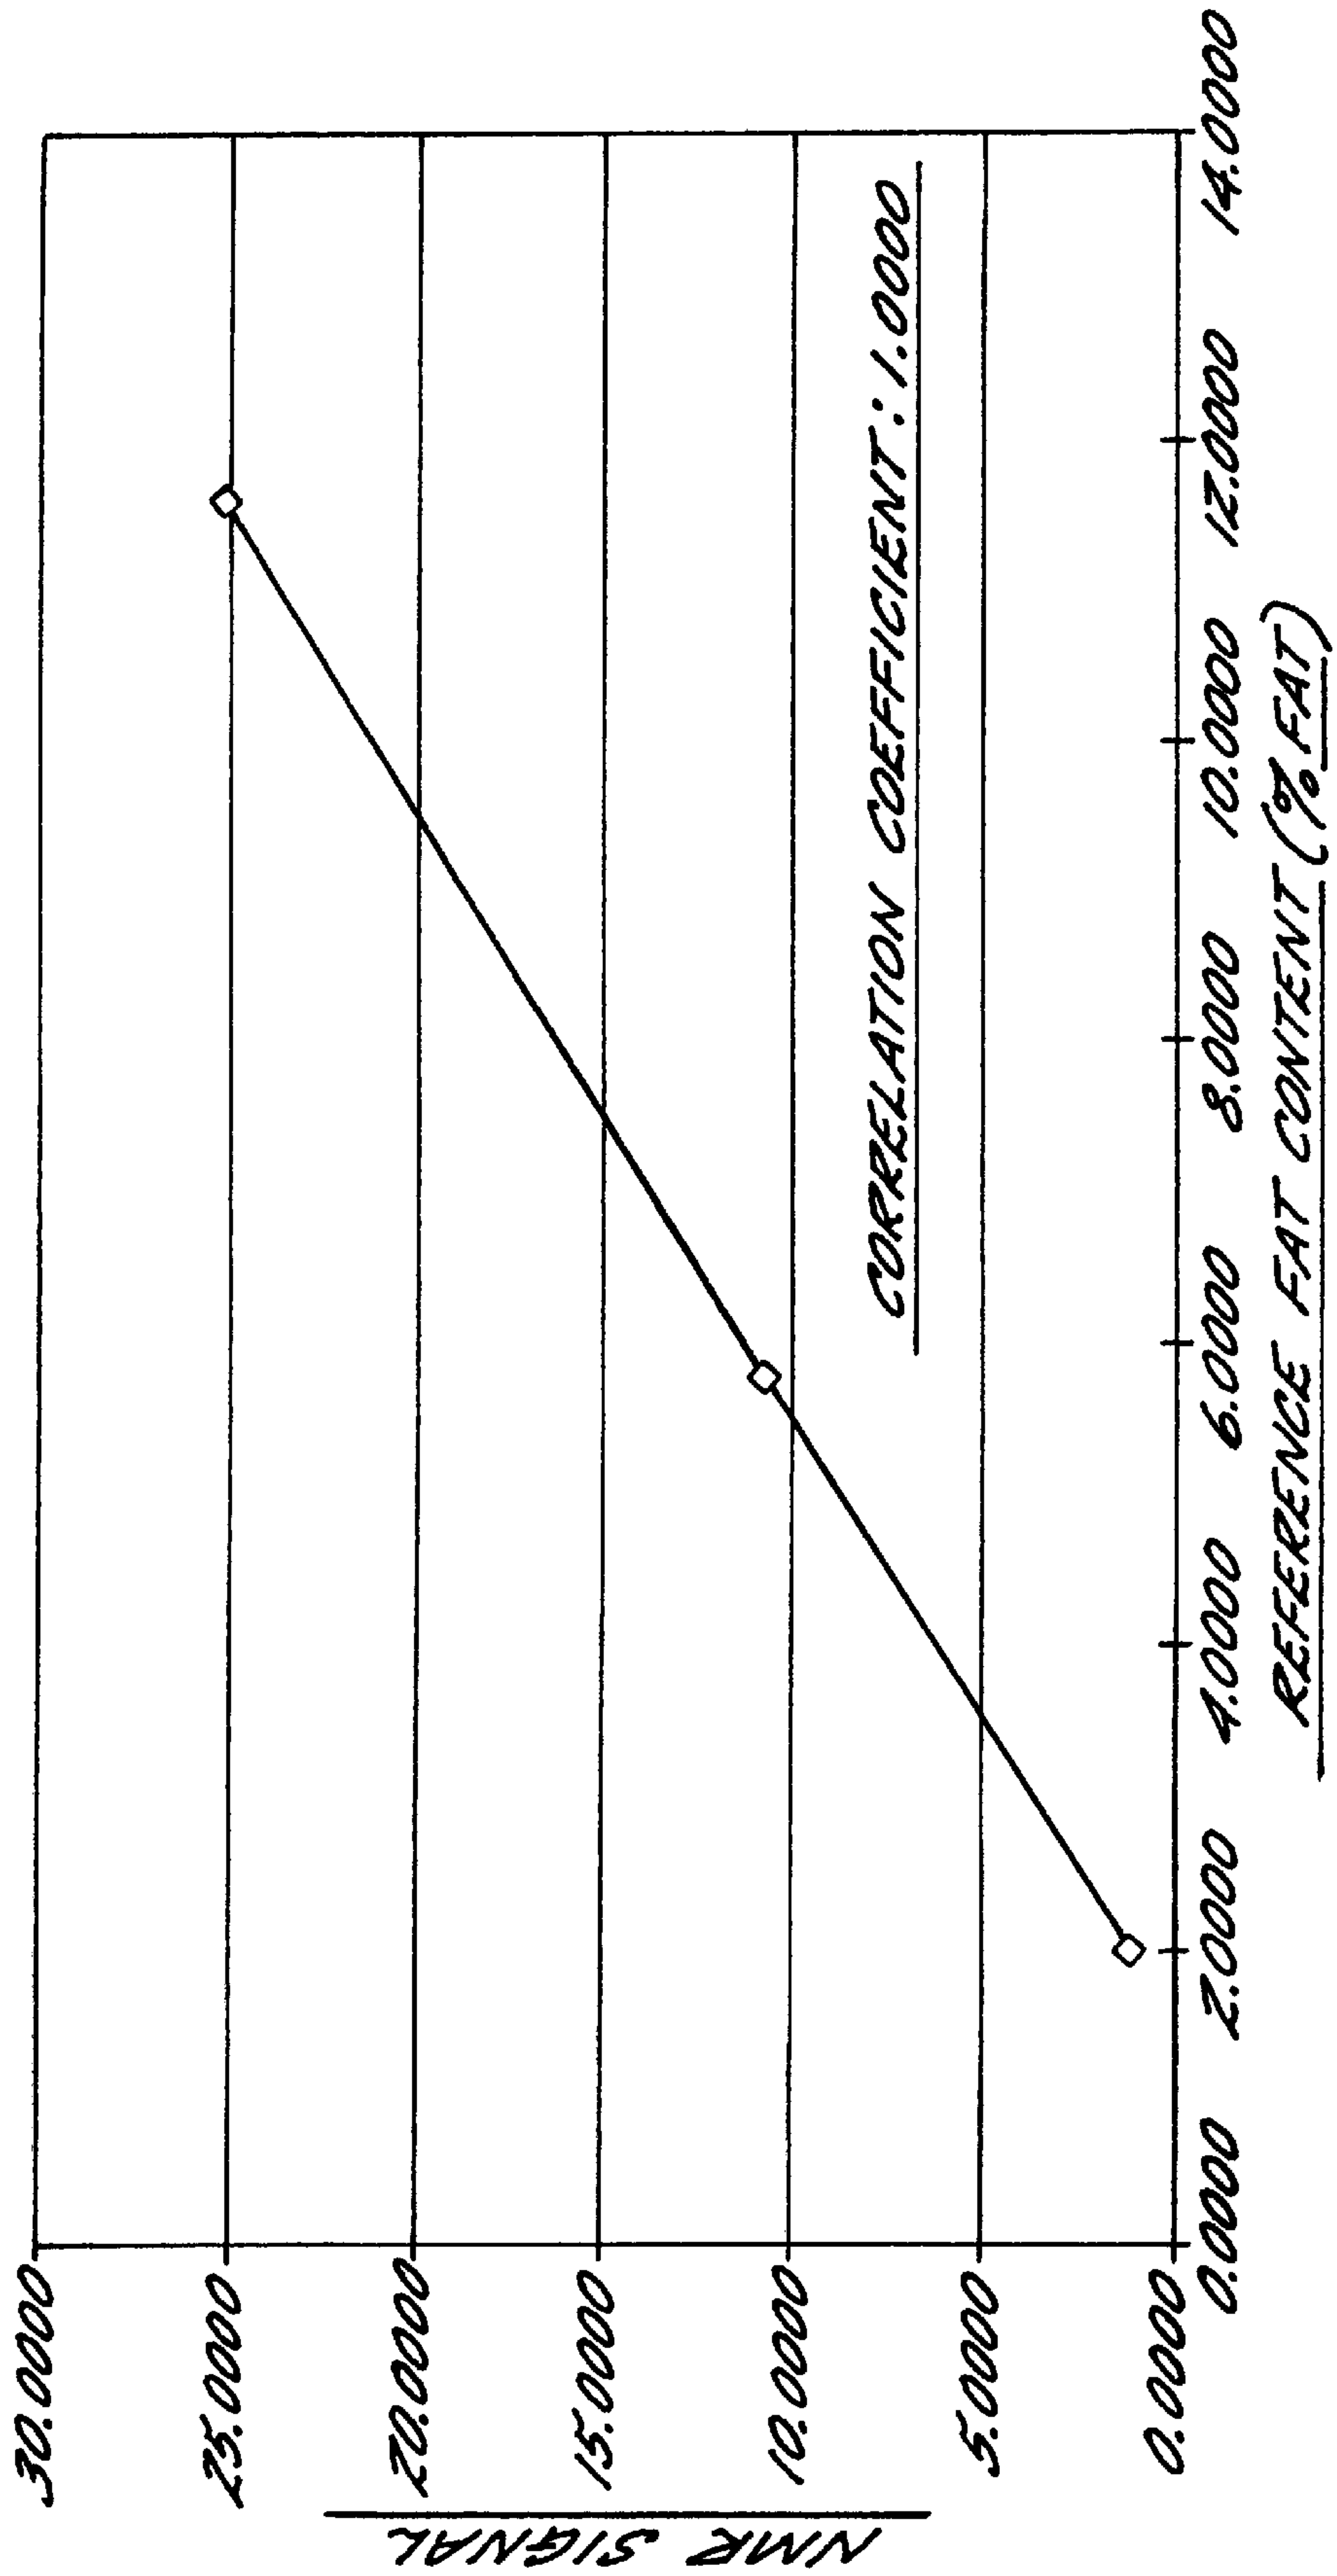 NMR SIGNAL
30.0000
25.0000
20.0000
15.0000
10.0000
5.0000
0.0000
CORRELATION COEFFICIENT: 1.0000
0.0000 2.0000 4.0000 6.0000 8.0000 10.0000 12.0000 14.0000
REFERENCE FAT CONTENT (% FAT)